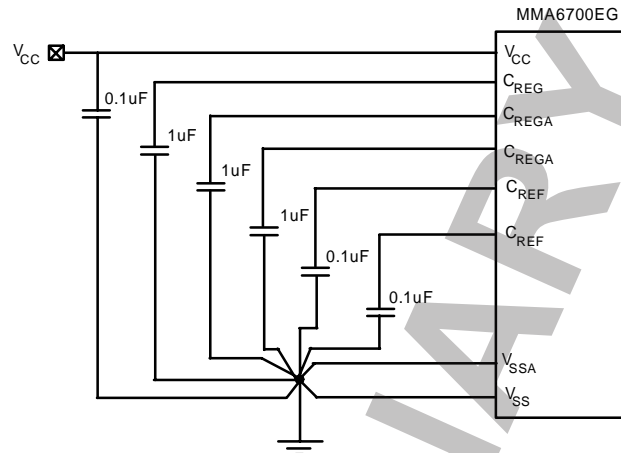 MMA6700EG
VCC
VCC
0.1uF
CREG
1uF
CREGA
1uF
CREGA
1uF
CREF
0.1uF
CREF
0.1uF
VSSA
VSS
IARY